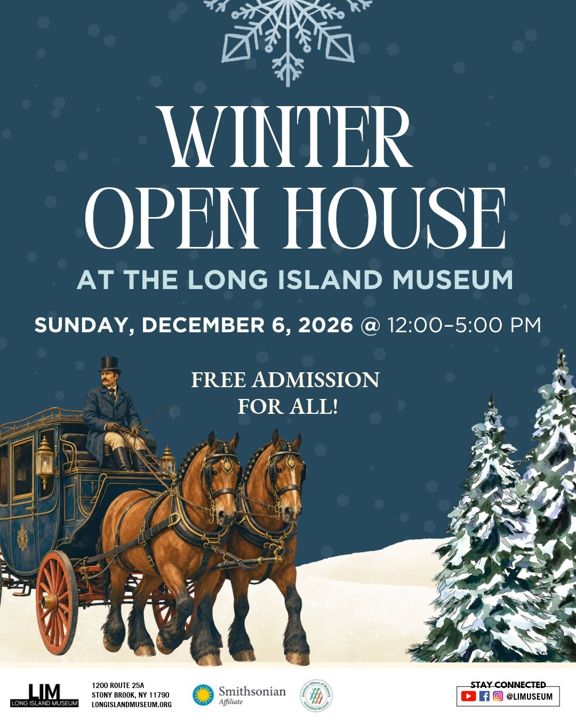 WINTER
OPEN HOUSE
AT THE LONG ISLAND MUSEUM
SUNDAY, DECEMBER 6, 2026 @ 12:00–5:00 PM
FREE ADMISSION
FOR ALL!
LIM
LONG ISLAND MUSEUM
1200 ROUTE 25A
STONY BROOK, NY 11790
LONGISLANDMUSEUM.ORG
Smithsonian
Affiliate
STAY CONNECTED
@LIMUSEUM